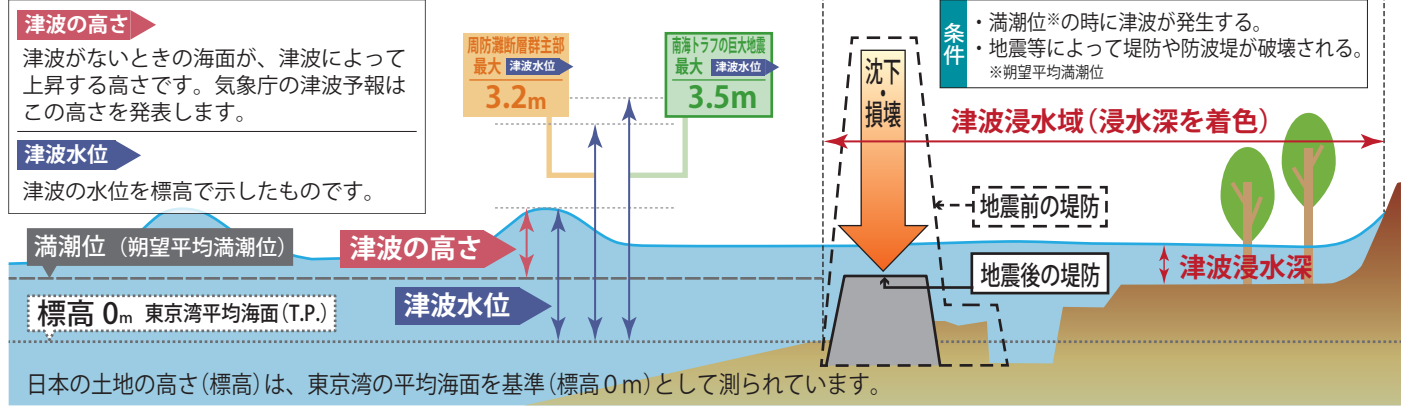 津波の高さ
津波がないときの海面が、津波によって
上昇する高さです。気象庁の津波予報は
この高さを発表します。
津波水位
津波の水位を標高で示したものです。
周防灘断層群主部
最大 津波水位
3.2m
南海トラフの巨大地震
最大 津波水位
3.5m
条件
・満潮位※の時に津波が発生する。
・地震等によって堤防や防波堤が破壊される。
※朔望平均満潮位
沈下・損壊
津波浸水域(浸水深を着色)
地震前の堤防
満潮位 (朔望平均満潮位)
津波の高さ
津波浸水深
地震後の堤防
津波水位
標高 0m 東京湾平均海面(T.P.)
日本の土地の高さ(標高)は、東京湾の平均海面を基準(標高0m)として測られています。